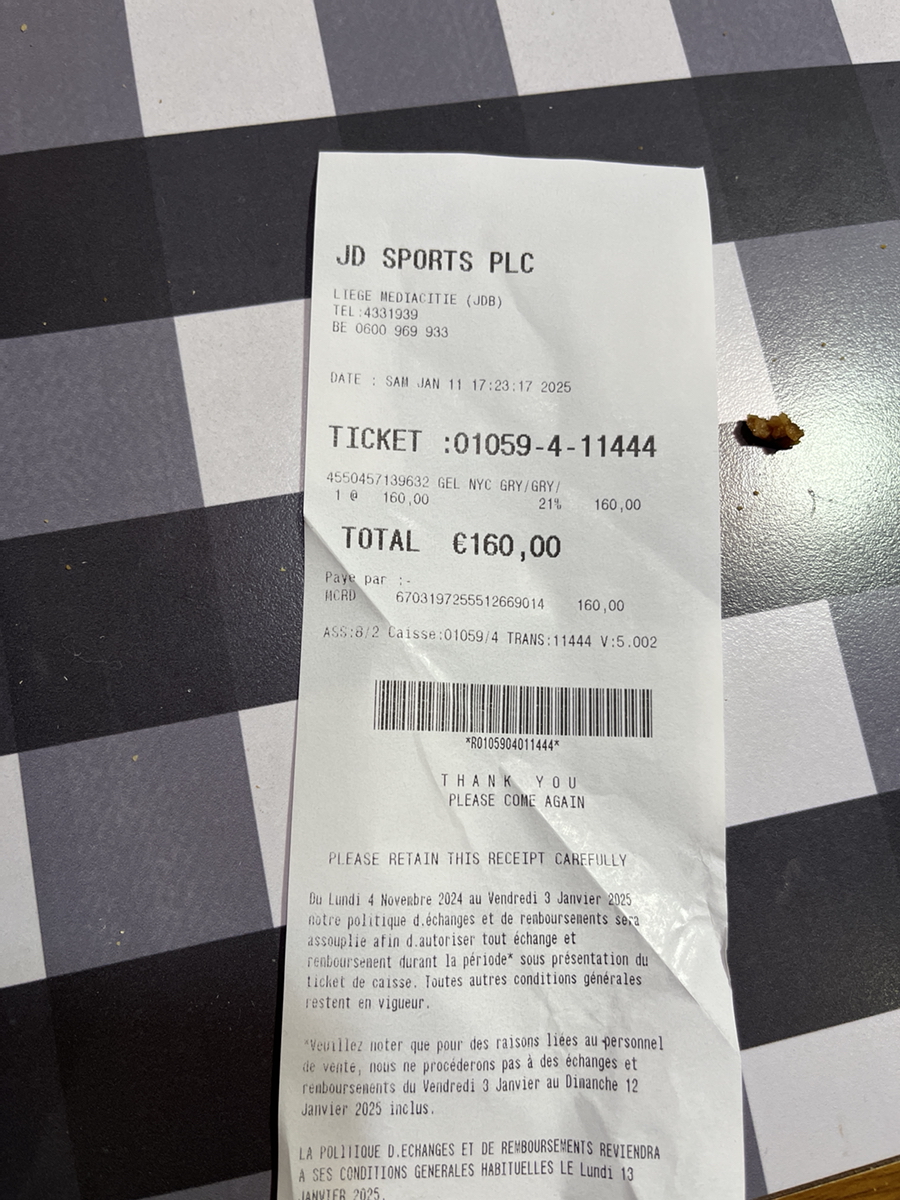 JD SPORTS PLC
LIEGE MEDIACITIE (JDB)
TEL:4331939
BE 0600 969 933
DATE : SAM JAN 11 17:23:17 2025
TICKET :01059-4-11444
4550457139632 GEL NYC GRY/GRY/
1 @ 160,00 21% 160,00
TOTAL €160,00
Paye par :-
MCRD 6703197255512669014 160,00
ASS:8/2 Caisse:01059/4 TRANS:11444 V:5.002
*R0105904011444*
THANK YOU
PLEASE COME AGAIN
PLEASE RETAIN THIS RECEIPT CAREFULLY
Du Lundi 4 Novembre 2024 au Vendredi 3 Janvier 2025
notre politique d.échanges et de remboursements sera
assouplie afin d.autoriser tout échange et
remboursement durant la période* sous présentation du
ticket de caisse. Toutes autres conditions générales
restent en vigueur.
*Veuillez noter que pour des raisons liées au personnel
de vente, nous ne procéderons pas à des échanges et
remboursements du Vendredi 3 Janvier au Dimanche 12
Janvier 2025 inclus.
LA POLITIQUE D.ECHANGES ET DE REMBOURSEMENTS REVIENDRA
A SES CONDITIONS GENERALES HABITUELLES LE Lundi 13
JANVIER 2025.